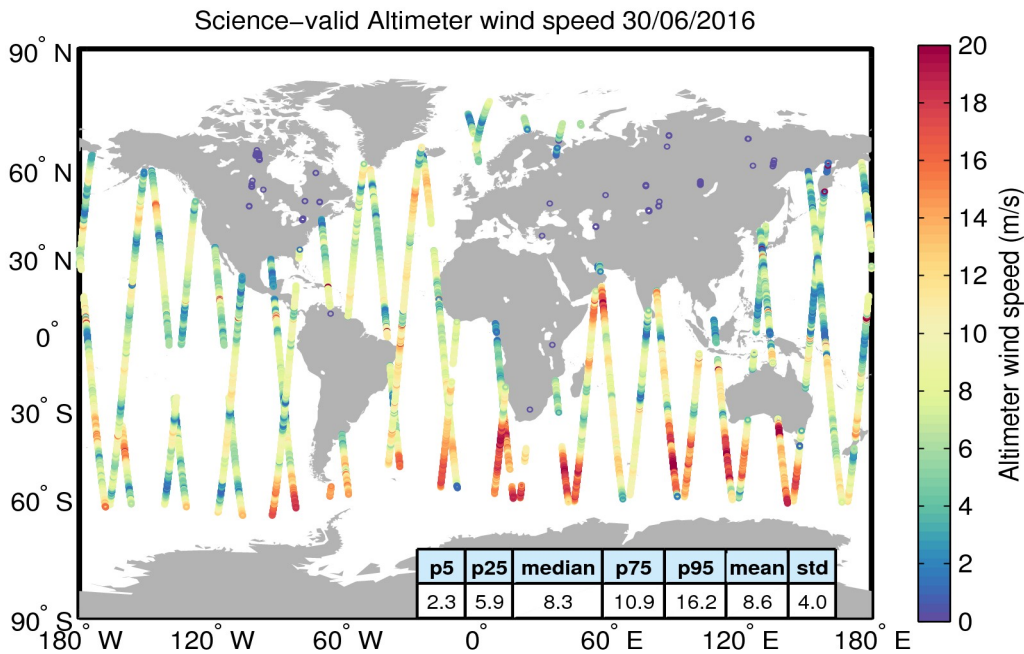 Science−valid Altimeter wind speed 30/06/2016
90° N
60° N
30° N
0°
30° S
60° S
90° S
180° W
120° W
60° W
0°
60° E
120° E
180° E
p5 p25 median p75 p95 mean std
2.3 5.9 8.3 10.9 16.2 8.6 4.0
20
18
16
14
12
10
8
6
4
2
0
Altimeter wind speed (m/s)